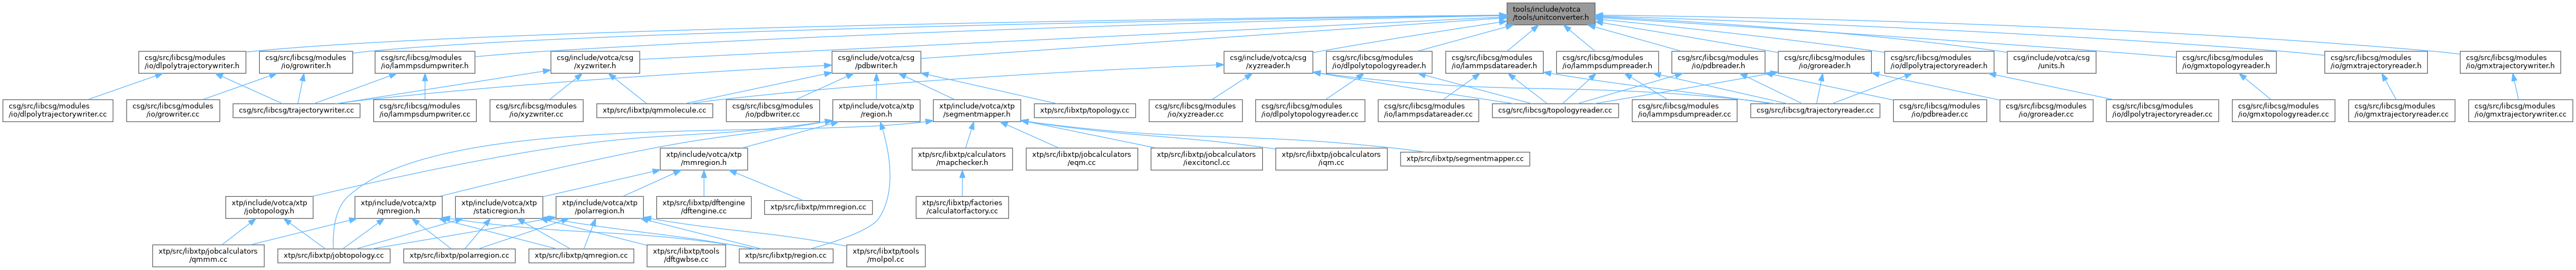 tools/include/votca
/tools/unitconverter.h
csg/src/libcsg/modules
/io/dlpolytrajectorywriter.h
csg/src/libcsg/modules
/io/growriter.h
csg/src/libcsg/modules
/io/lammpsdumpwriter.h
csg/include/votca/csg
/xyzwriter.h
csg/include/votca/csg
/pdbwriter.h
csg/include/votca/csg
/xyzreader.h
csg/src/libcsg/modules
/io/dlpolytopologyreader.h
csg/src/libcsg/modules
/io/lammpsdatareader.h
csg/src/libcsg/modules
/io/lammpsdumpreader.h
csg/src/libcsg/modules
/io/pdbreader.h
csg/src/libcsg/modules
/io/groreader.h
csg/src/libcsg/modules
/io/dlpolytrajectoryreader.h
csg/include/votca/csg
/units.h
csg/src/libcsg/modules
/io/gmxtopologyreader.h
csg/src/libcsg/modules
/io/gmxtrajectoryreader.h
csg/src/libcsg/modules
/io/gmxtrajectorywriter.h
csg/src/libcsg/modules
/io/dlpolytrajectorywriter.cc
csg/src/libcsg/modules
/io/growriter.cc
csg/src/libcsg/trajectorywriter.cc
csg/src/libcsg/modules
/io/lammpsdumpwriter.cc
csg/src/libcsg/modules
/io/xyzwriter.cc
xtp/src/libxtp/qmmolecule.cc
csg/src/libcsg/modules
/io/pdbwriter.cc
xtp/include/votca/xtp
/region.h
xtp/include/votca/xtp
/segmentmapper.h
xtp/src/libxtp/topology.cc
csg/src/libcsg/modules
/io/xyzreader.cc
csg/src/libcsg/modules
/io/dlpolytopologyreader.cc
csg/src/libcsg/modules
/io/lammpsdatareader.cc
csg/src/libcsg/topologyreader.cc
csg/src/libcsg/modules
/io/lammpsdumpreader.cc
csg/src/libcsg/trajectoryreader.cc
csg/src/libcsg/modules
/io/pdbreader.cc
csg/src/libcsg/modules
/io/groreader.cc
csg/src/libcsg/modules
/io/dlpolytrajectoryreader.cc
csg/src/libcsg/modules
/io/gmxtopologyreader.cc
csg/src/libcsg/modules
/io/gmxtrajectoryreader.cc
csg/src/libcsg/modules
/io/gmxtrajectorywriter.cc
xtp/include/votca/xtp
/mmregion.h
xtp/src/libxtp/calculators
/mapchecker.h
xtp/src/libxtp/jobcalculators
/eqm.cc
xtp/src/libxtp/jobcalculators
/iexcitoncl.cc
xtp/src/libxtp/jobcalculators
/iqm.cc
xtp/src/libxtp/segmentmapper.cc
xtp/include/votca/xtp
/jobtopology.h
xtp/include/votca/xtp
/qmregion.h
xtp/include/votca/xtp
/staticregion.h
xtp/include/votca/xtp
/polarregion.h
xtp/src/libxtp/dftengine
/dftengine.cc
xtp/src/libxtp/mmregion.cc
xtp/src/libxtp/factories
/calculatorfactory.cc
xtp/src/libxtp/jobcalculators
/qmmm.cc
xtp/src/libxtp/jobtopology.cc
xtp/src/libxtp/polarregion.cc
xtp/src/libxtp/qmregion.cc
xtp/src/libxtp/tools
/dftgwbse.cc
xtp/src/libxtp/region.cc
xtp/src/libxtp/tools
/molpol.cc